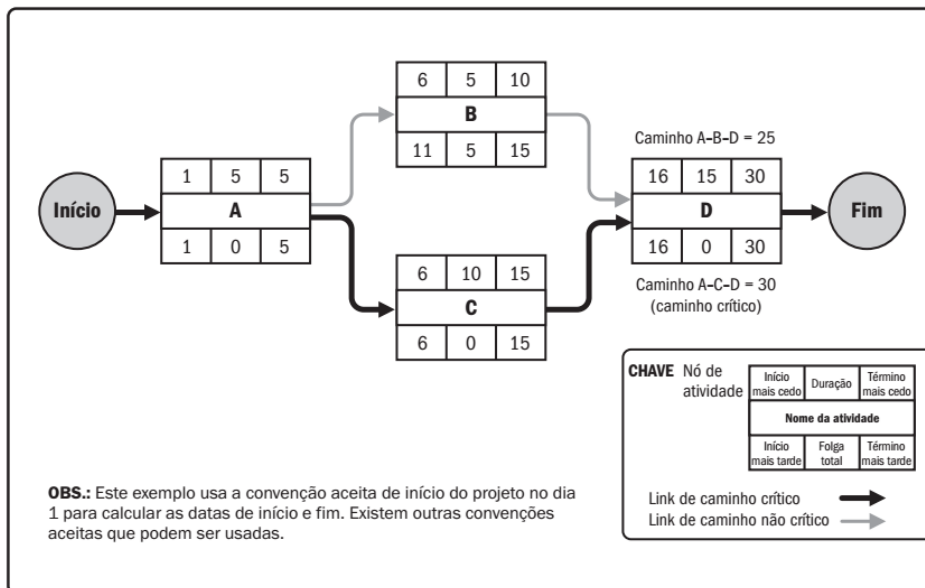 6 5 10
B
11 5 15
Caminho A-B-D = 25
Início
1 5 5
A
1 0 5
16 15 30
D
16 0 30
Fim
6 10 15
C
6 0 15
Caminho A-C-D = 30
(caminho crítico)
CHAVE Nó de
atividade
Início
mais cedo
Duração
Término
mais cedo
Nome da atividade
Início
mais tarde
Folga
total
Término
mais tarde
Link de caminho crítico
Link de caminho não crítico
OBS.: Este exemplo usa a convenção aceita de início do projeto no dia
1 para calcular as datas de início e fim. Existem outras convenções
aceitas que podem ser usadas.